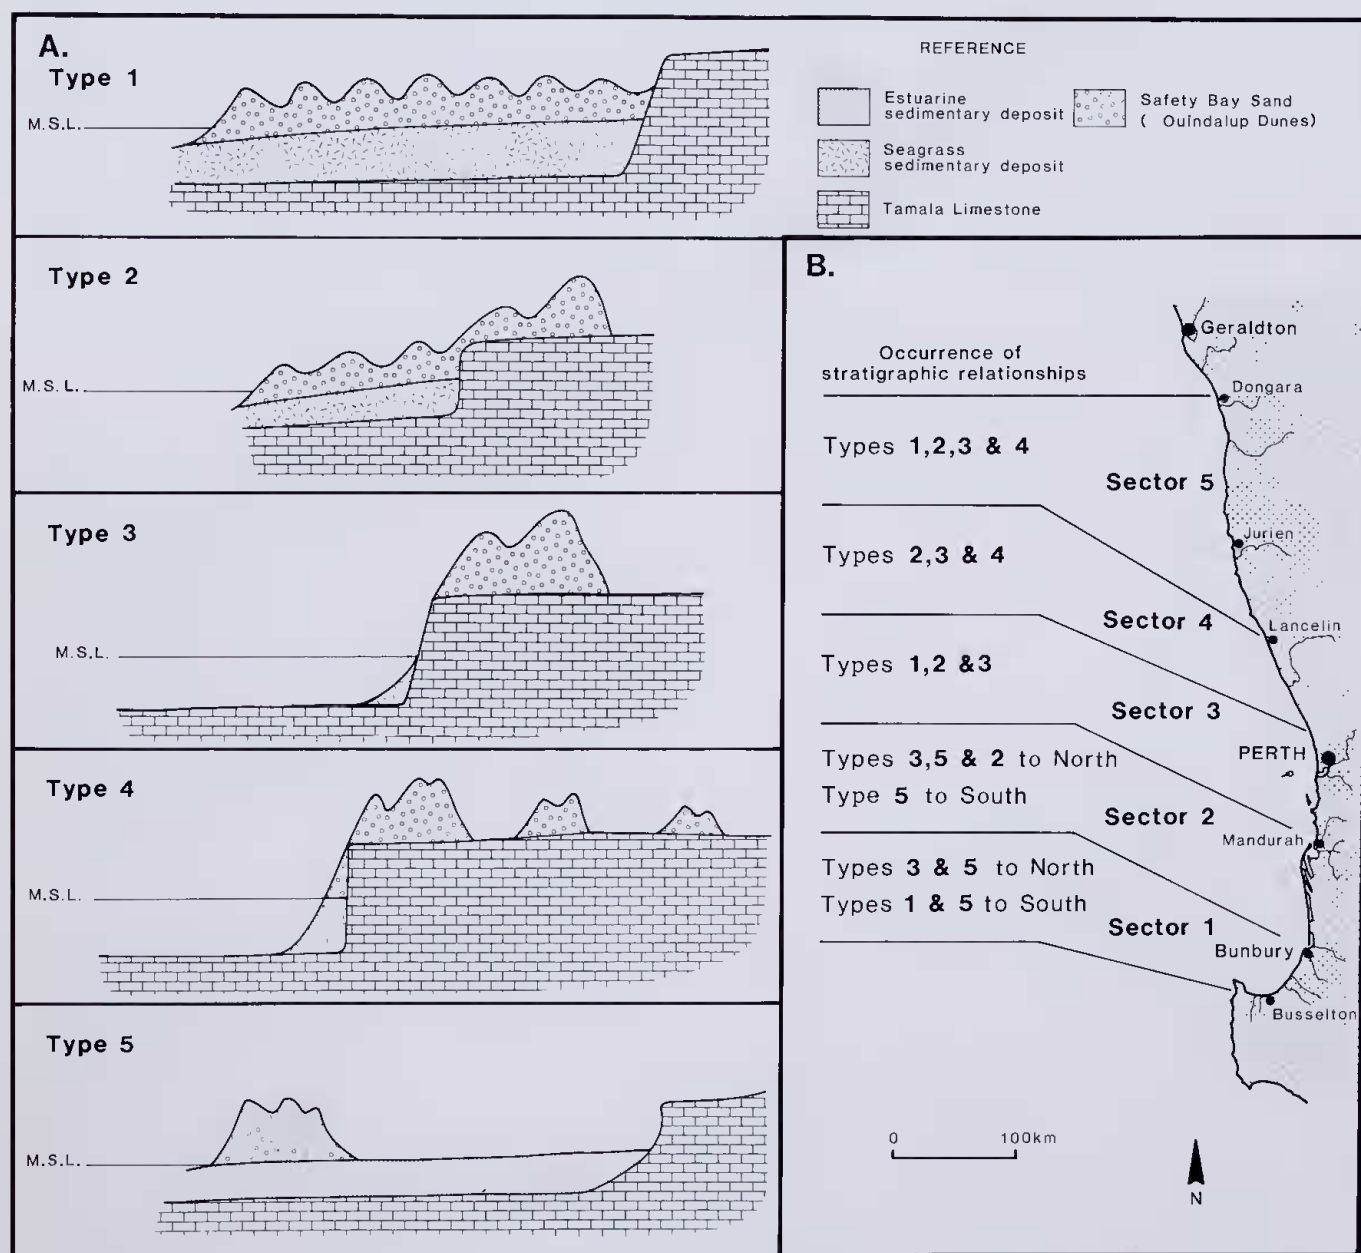 A.
Type 1
M.S.L.
REFERENCE
Estuarine
sedimentary deposit
Seagrass
sedimentary deposit
Tamala Limestone
Safety Bay Sand
( Ouindalup Dunes)
Type 2
M.S.L.
Type 3
M.S.L.
Type 4
M.S.L.
Type 5
M.S.L.
B.
Occurrence of
stratigraphic relationships
Types 1,2,3 & 4
Types 2,3 & 4
Types 1,2 &3
Types 3,5 & 2 to North
Type 5 to South
Types 3 & 5 to North
Types 1 & 5 to South
Sector 5
Sector 4
Sector 3
Sector 2
Sector 1
Geraldton
Dongara
Jurien
Lancelin
PERTH
Mandurah
Bunbury
Busselton
0 100km
N